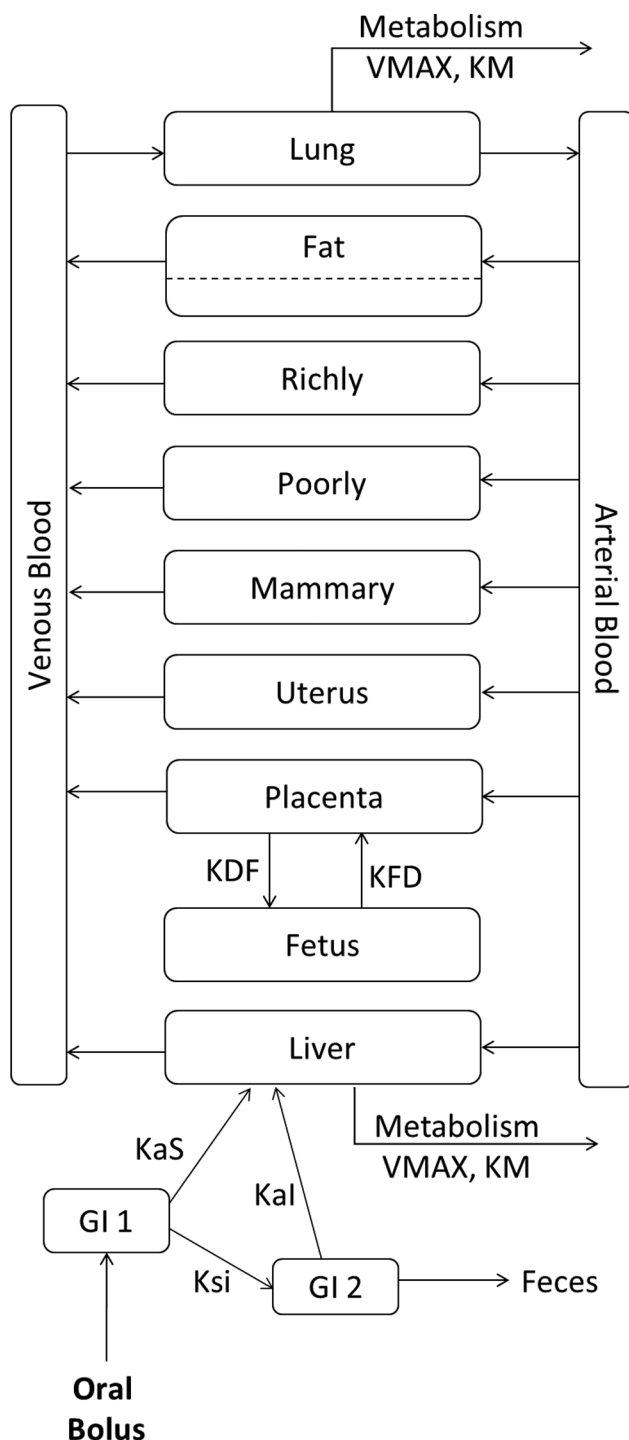 Metabolism
VMAX, KM
Lung
Fat
Richly
Poorly
Mammary
Uterus
Placenta
KDF
KFD
Fetus
Liver
Venous Blood
Arterial Blood
Metabolism
VMAX, KM
KaS
KaI
GI 1
Ksi
GI 2
Feces
Oral
Bolus